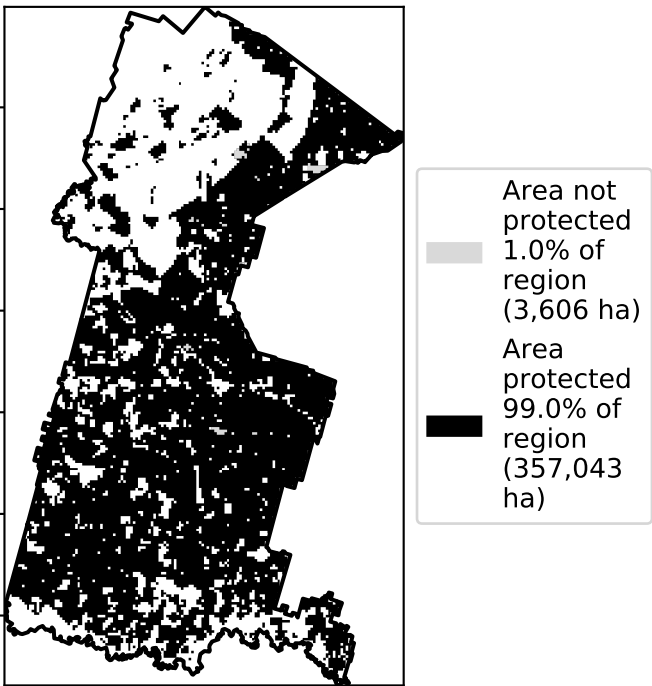 Area not
protected
1.0% of
region
(3,606 ha)
Area
protected
99.0% of
region
(357,043
ha)